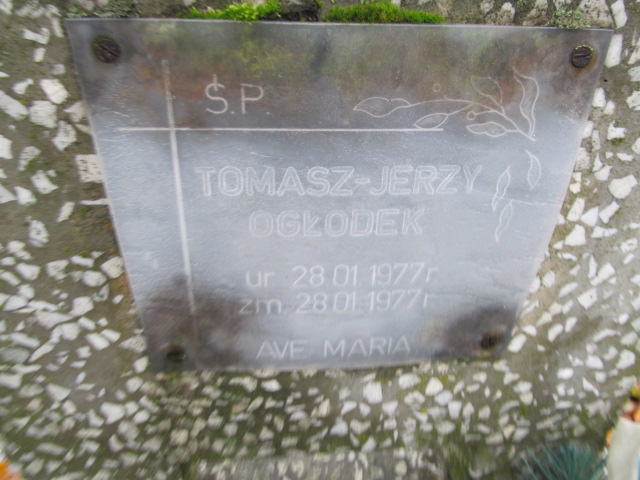 Ś.P.
TOMASZ-JERZY
OGŁODEK
ur 28.01.1977r.
zm. 28.01.1977r.
AVE MARIA